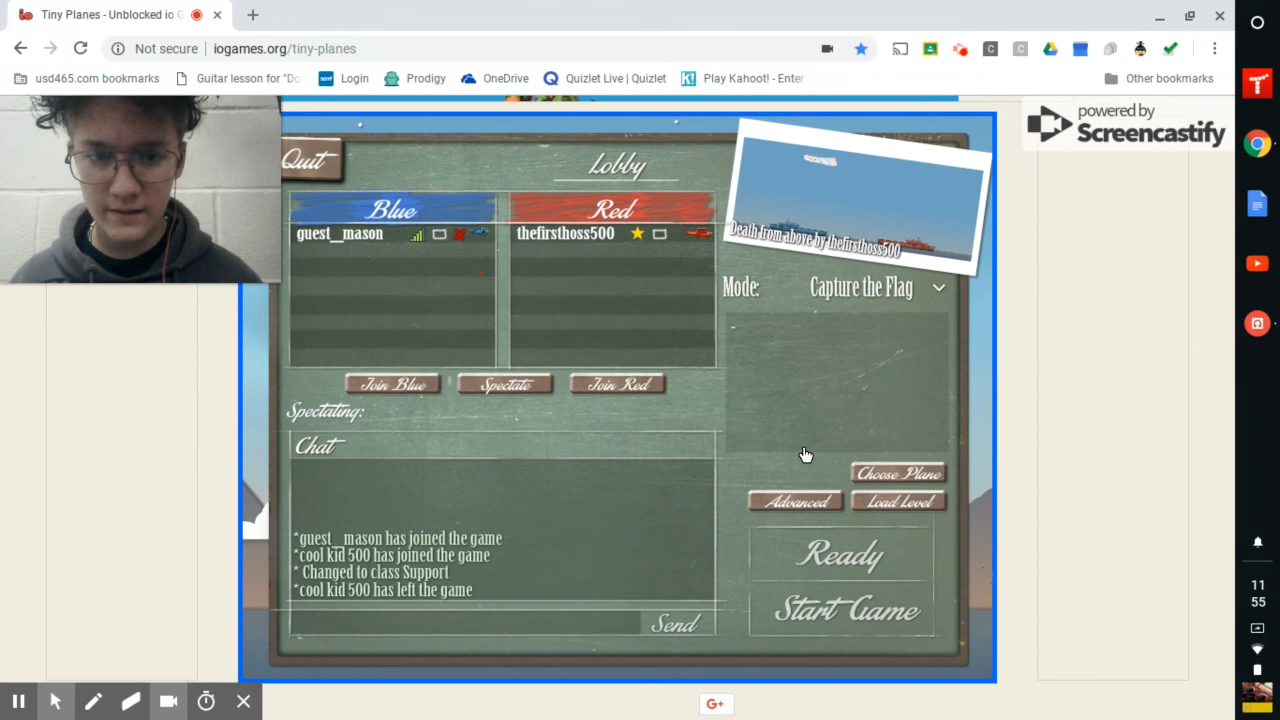 Tiny Planes - Unblocked io G
Not secure
iogames.org/tiny-planes
usd465.com bookmarks
Guitar lesson for "Do
Login
Prodigy
OneDrive
Quizlet Live | Quizlet
Play Kahoot! - Enter
Other bookmarks
powered by
Screencastify
Quit
Lobby
Blue
Red
guest__mason
thefirsthoss500
Death from above by thefirsthoss500
Mode:
Capture the Flag
-
Join Blue
Spectate
Join Red
Spectating:
Chat
Choose Plane
Advanced
Load Level
*guest__mason has joined the game
*cool kid 500 has joined the game
* Changed to class Support
*cool kid 500 has left the game
Ready
Start Game
Send
11
55
G+